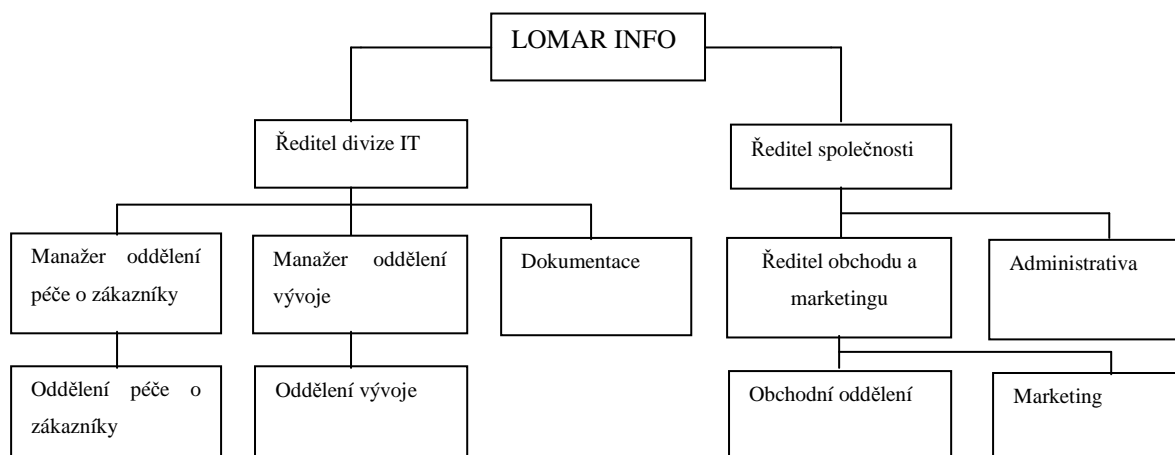 LOMAR INFO
Ředitel divize IT
Ředitel společnosti
Manažer oddělení
péče o zákazníky
Manažer oddělení
vývoje
Dokumentace
Ředitel obchodu a
marketingu
Administrativa
Oddělení péče o
zákazníky
Oddělení vývoje
Obchodní oddělení
Marketing